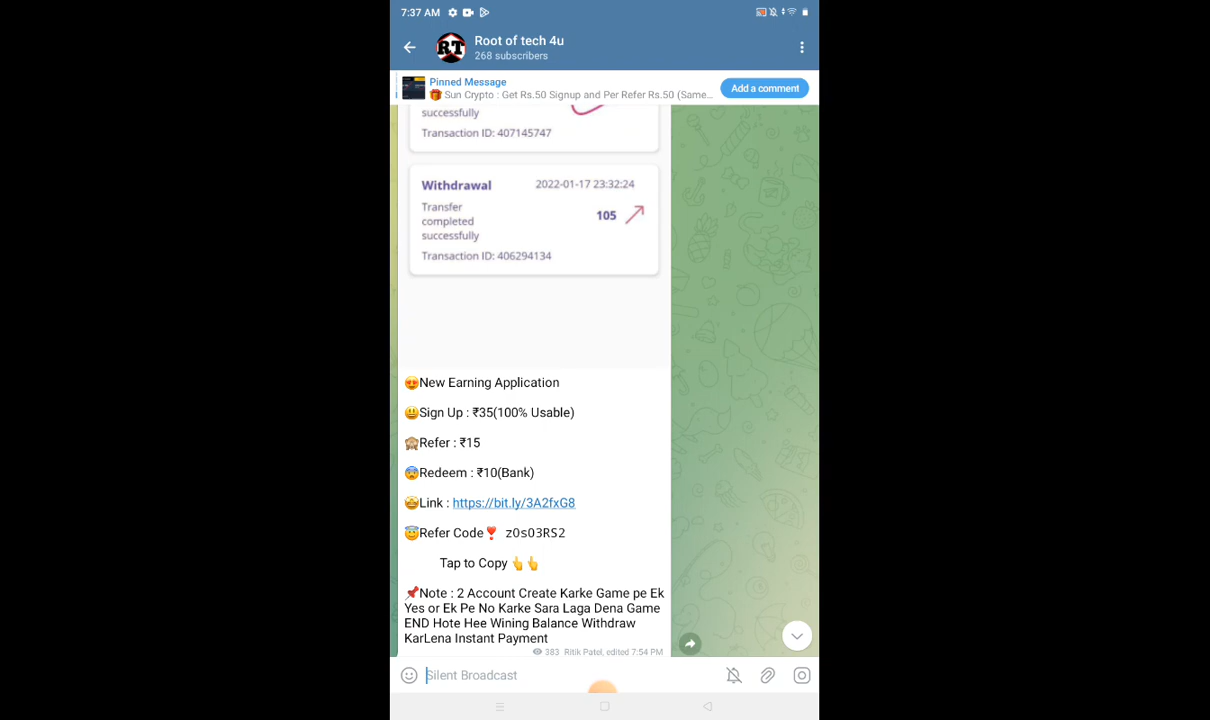 7:37 AM
Root of tech 4u
268 subscribers
Pinned Message
🎁 Sun Crypto : Get Rs.50 Signup and Per Refer Rs.50 (Same...
Add a comment
successfully
Transaction ID: 407145747
Withdrawal 2022-01-17 23:32:24
Transfer
completed
successfully
105
Transaction ID: 406294134
😍New Earning Application
😃Sign Up : ₹35(100% Usable)
🙈Refer : ₹15
😨Redeem : ₹10(Bank)
🤩Link : https://bit.ly/3A2fxG8
😇Refer Code❣️ zOsO3RS2
Tap to Copy 👆👆
📌Note : 2 Account Create Karke Game pe Ek
Yes or Ek Pe No Karke Sara Laga Dena Game
END Hote Hee Wining Balance Withdraw
KarLena Instant Payment
383 Ritik Patel, edited 7:54 PM
Silent Broadcast